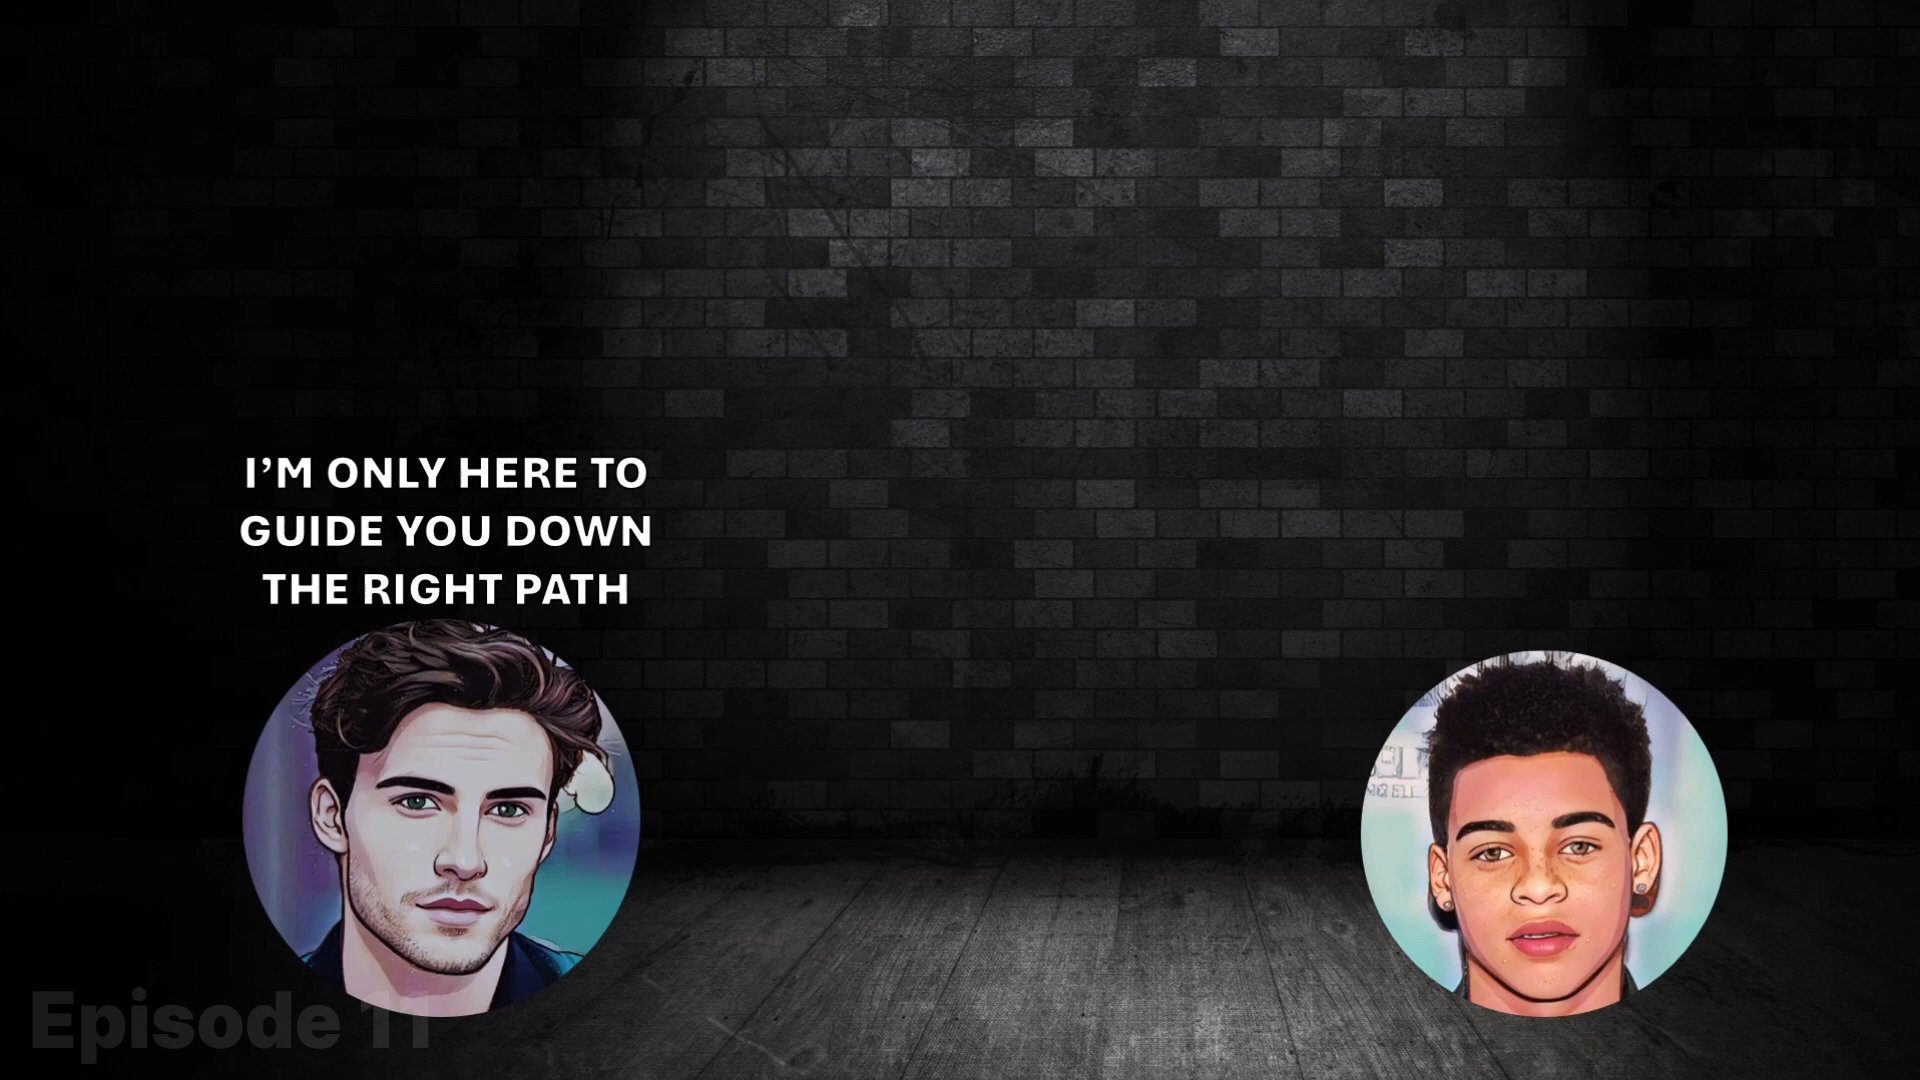 I’M ONLY HERE TO
GUIDE YOU DOWN
THE RIGHT PATH
Episode 11